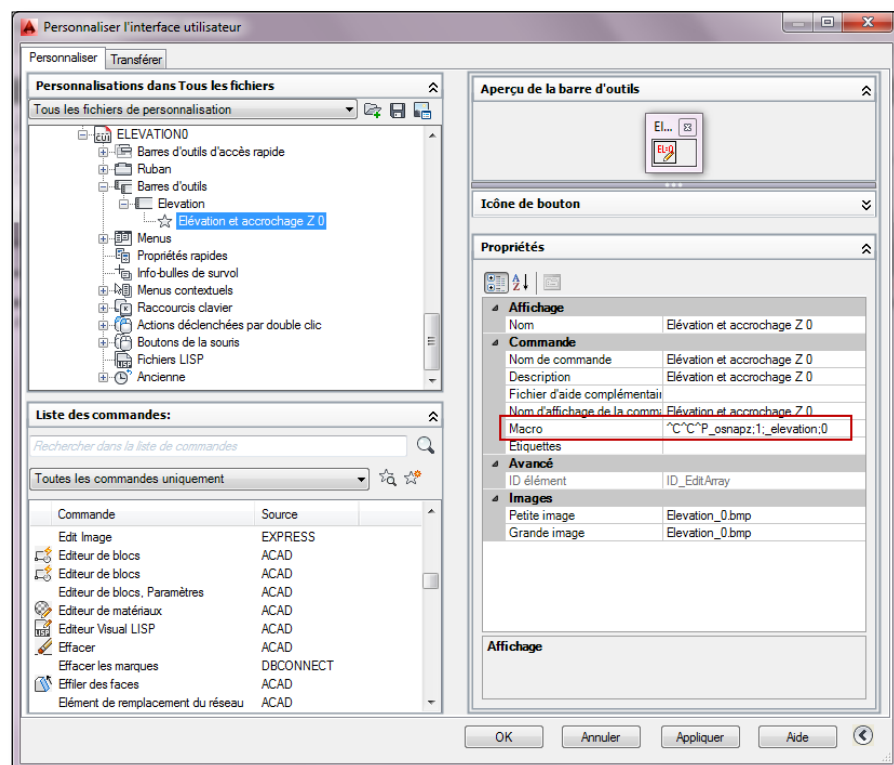 Personnaliser l'interface utilisateur
Personnaliser
Transférer
Personnalisations dans Tous les fichiers
Tous les fichiers de personnalisation
CUI
ELEVATION0
Barres d'outils d'accès rapide
Ruban
Barres d'outils
Elevation
Elévation et accrochage Z 0
Menus
Propriétés rapides
Info-bulles de survol
Menus contextuels
Raccourcis clavier
Actions déclenchées par double clic
Boutons de la souris
Fichiers LISP
Ancienne
Liste des commandes:
Rechercher dans la liste de commandes
Toutes les commandes uniquement
Commande Source
Edit Image EXPRESS
Editeur de blocs ACAD
Editeur de blocs ACAD
Editeur de blocs, Paramètres ACAD
Editeur de matériaux ACAD
Editeur Visual LISP ACAD
Effacer ACAD
Effacer les marques DBCONNECT
Effiler des faces ACAD
Elément de remplacement du réseau ACAD
Aperçu de la barre d'outils
El...
EL=0
Icône de bouton
Propriétés
Affichage
Nom Elévation et accrochage Z 0
Commande
Nom de commande Elévation et accrochage Z 0
Description Elévation et accrochage Z 0
Fichier d'aide complémentair
Nom d'affichage de la comm: Elévation et accrochage Z 0
Macro ^C^C^P_osnapz;1;_elevation;0
Etiquettes
Avancé
ID élément ID_EditArray
Images
Petite image Elevation_0.bmp
Grande image Elevation_0.bmp
Affichage
OK Annuler Appliquer Aide